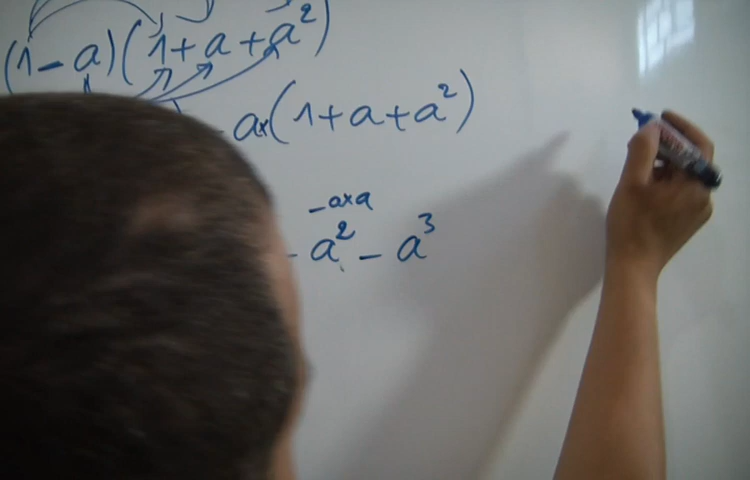 (1 - a)(1 + a + a²)
- a×(1 + a + a²)
- a×a
- a² - a³